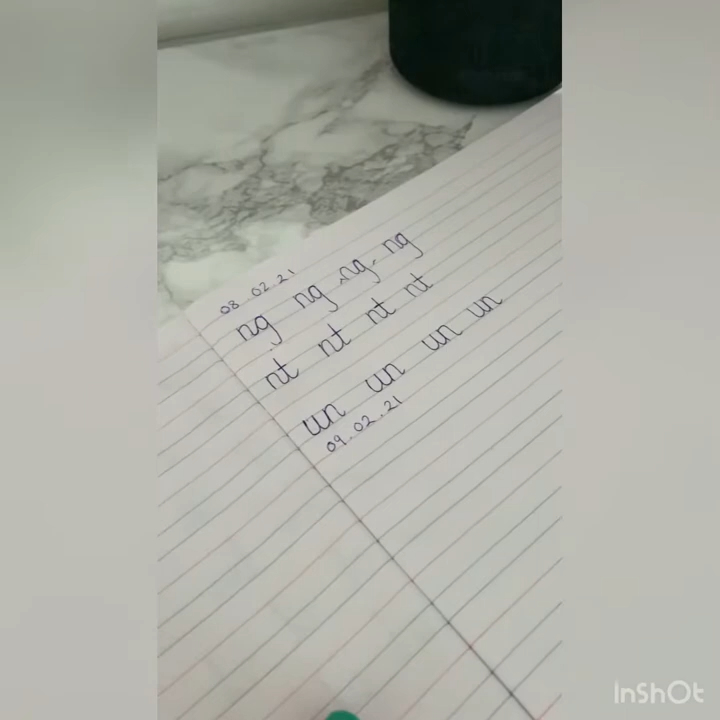 08.02.21
ng ng ng ng
nt nt nt nt
un un un un
09.02.21
InShOt